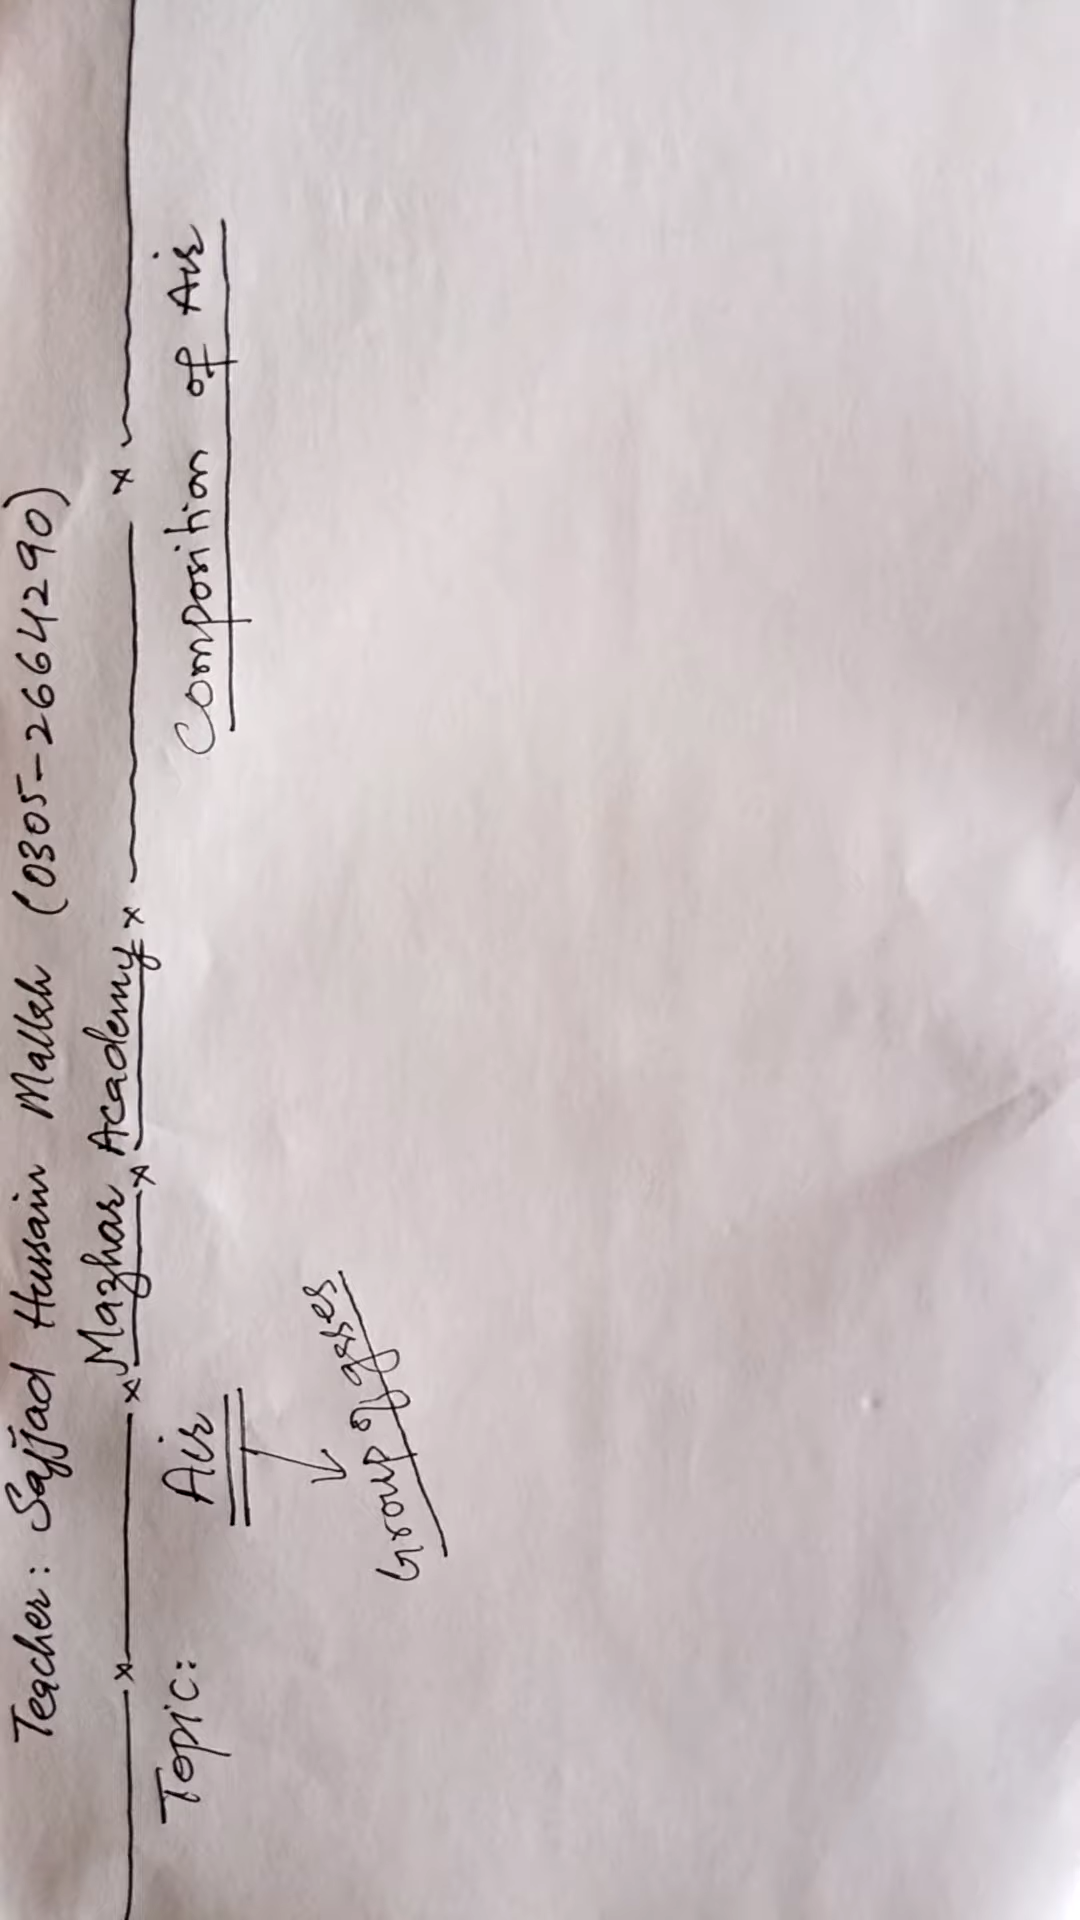 Teacher: Sajjad Hussain Mallah (0305-2664290)
Mazhar Academy
Topic: Air
Composition of Air
Group of gases